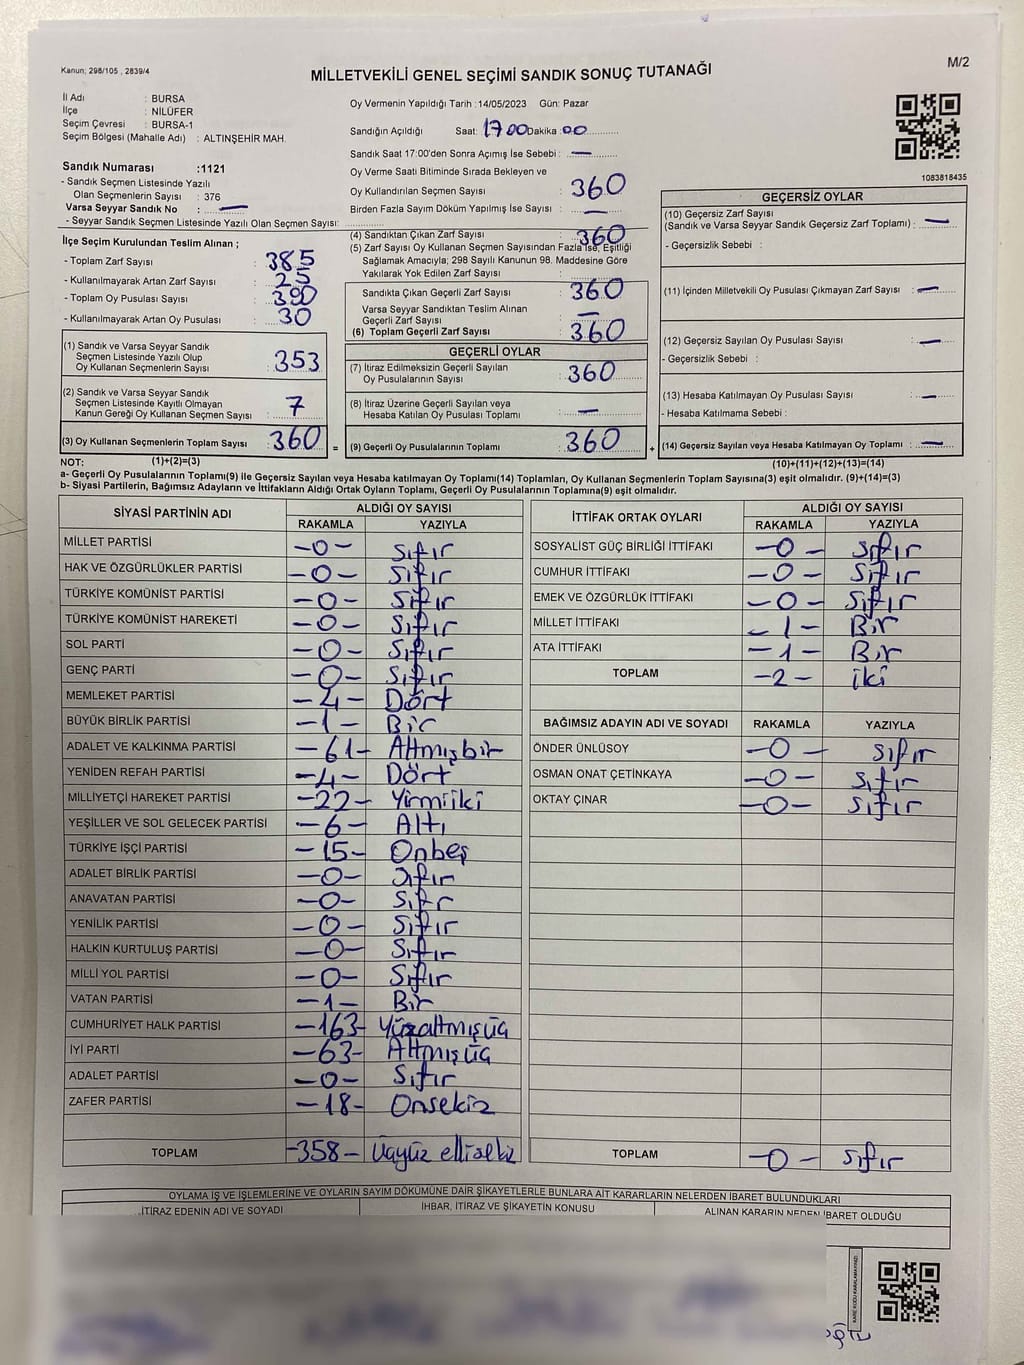 Kanun; 298/105 , 2839/4
MİLLETVEKİLİ GENEL SEÇİMİ SANDIK SONUÇ TUTANAĞI
M/2
İl Adı : BURSA
İlçe : NİLÜFER
Seçim Çevresi : BURSA-1
Seçim Bölgesi (Mahalle Adı) : ALTINŞEHİR MAH.
Sandık Numarası :1121
- Sandık Seçmen Listesinde Yazılı
Olan Seçmenlerin Sayısı : 376
Varsa Seyyar Sandık No : —
- Seyyar Sandık Seçmen Listesinde Yazılı Olan Seçmen Sayısı:
Oy Vermenin Yapıldığı Tarih :14/05/2023 Gün: Pazar
Sandığın Açıldığı Saat: 17 00 Dakika :00
Sandık Saat 17:00'den Sonra Açımış İse Sebebi : —
Oy Verme Saati Bitiminde Sırada Bekleyen ve
Oy Kullandırılan Seçmen Sayısı : 360
Birden Fazla Sayım Döküm Yapılmış İse Sayısı : —
1083818435
İlçe Seçim Kurulundan Teslim Alınan ;
- Toplam Zarf Sayısı : 385
- Kullanılmayarak Artan Zarf Sayısı : 25
- Toplam Oy Pusulası Sayısı : 390
- Kullanılmayarak Artan Oy Pusulası : 30
(1) Sandık ve Varsa Seyyar Sandık
Seçmen Listesinde Yazılı Olup
Oy Kullanan Seçmenlerin Sayısı : 353
(2) Sandık ve Varsa Seyyar Sandık
Seçmen Listesinde Kayıtlı Olmayan
Kanun Gereği Oy Kullanan Seçmen Sayısı : 7
(3) Oy Kullanan Seçmenlerin Toplam Sayısı : 360 =
(4) Sandıktan Çıkan Zarf Sayısı : 360
(5) Zarf Sayısı Oy Kullanan Seçmen Sayısından Fazla İse, Eşitliği
Sağlamak Amacıyla; 298 Sayılı Kanunun 98. Maddesine Göre
Yakılarak Yok Edilen Zarf Sayısı :
Sandıkta Çıkan Geçerli Zarf Sayısı : 360
Varsa Seyyar Sandıktan Teslim Alınan
Geçerli Zarf Sayısı : —
(6) Toplam Geçerli Zarf Sayısı : 360
GEÇERLİ OYLAR
(7) İtiraz Edilmeksizin Geçerli Sayılan
Oy Pusulalarının Sayısı : 360
(8) İtiraz Üzerine Geçerli Sayılan veya
Hesaba Katılan Oy Pusulası Toplamı : —
(9) Geçerli Oy Pusulalarının Toplamı : 360 +
GEÇERSİZ OYLAR
(10) Geçersiz Zarf Sayısı
(Sandık ve Varsa Seyyar Sandık Geçersiz Zarf Toplamı) : —
- Geçersizlik Sebebi :
(11) İçinden Milletvekili Oy Pusulası Çıkmayan Zarf Sayısı : —
(12) Geçersiz Sayılan Oy Pusulası Sayısı : —
- Geçersizlik Sebebi :
(13) Hesaba Katılmayan Oy Pusulası Sayısı : —
- Hesaba Katılmama Sebebi :
(14) Geçersiz Sayılan veya Hesaba Katılmayan Oy Toplamı : —
NOT: (1)+(2)=(3)
(10)+(11)+(12)+(13)=(14)
a- Geçerli Oy Pusulalarının Toplamı(9) ile Geçersiz Sayılan veya Hesaba katılmayan Oy Toplamı(14) Toplamları, Oy Kullanan Seçmenlerin Toplam Sayısına(3) eşit olmalıdır. (9)+(14)=(3)
b- Siyasi Partilerin, Bağımsız Adayların ve İttifakların Aldığı Ortak Oyların Toplamı, Geçerli Oy Pusulalarının Toplamına(9) eşit olmalıdır.
SİYASİ PARTİNİN ADI ALDIĞI OY SAYISI
RAKAMLA YAZIYLA
MİLLET PARTİSİ -0- Sıfır
HAK VE ÖZGÜRLÜKLER PARTİSİ -0- Sıfır
TÜRKİYE KOMÜNİST PARTİSİ -0- Sıfır
TÜRKİYE KOMÜNİST HAREKETİ -0- Sıfır
SOL PARTİ -0- Sıfır
GENÇ PARTİ -0- Sıfır
MEMLEKET PARTİSİ -4- Dört
BÜYÜK BİRLİK PARTİSİ -1- Bir
ADALET VE KALKINMA PARTİSİ -61- Altmışbir
YENİDEN REFAH PARTİSİ -4- Dört
MİLLİYETÇİ HAREKET PARTİSİ -22- Yirmiiki
YEŞİLLER VE SOL GELECEK PARTİSİ -6- Altı
TÜRKİYE İŞÇİ PARTİSİ -15- Onbeş
ADALET BİRLİK PARTİSİ -0- Sıfır
ANAVATAN PARTİSİ -0- Sıfr
YENİLİK PARTİSİ -0- Sıfır
HALKIN KURTULUŞ PARTİSİ -0- Sıfır
MİLLİ YOL PARTİSİ -0- Sıfır
VATAN PARTİSİ -1- Bir
CUMHURİYET HALK PARTİSİ -163- Yüzaltmışüç
İYİ PARTİ -63- Altmışüç
ADALET PARTİSİ -0- Sıfır
ZAFER PARTİSİ -18- Onsekiz
TOPLAM -358- Üçyüz ellisekiz
İTTİFAK ORTAK OYLARI ALDIĞI OY SAYISI
RAKAMLA YAZIYLA
SOSYALİST GÜÇ BİRLİĞİ İTTİFAKI -0- Sıfır
CUMHUR İTTİFAKI -0- Sıfır
EMEK VE ÖZGÜRLÜK İTTİFAKI -0- Sıfır
MİLLET İTTİFAKI -1- Bir
ATA İTTİFAKI -1- Bir
TOPLAM -2- iki
BAĞIMSIZ ADAYIN ADI VE SOYADI RAKAMLA YAZIYLA
ÖNDER ÜNLÜSOY -0- Sıfır
OSMAN ONAT ÇETİNKAYA -0- Sıfır
OKTAY ÇINAR -0- Sıfır
TOPLAM -0- Sıfır
OYLAMA İŞ VE İŞLEMLERİNE VE OYLARIN SAYIM DÖKÜMÜNE DAİR ŞİKAYETLERLE BUNLARA AİT KARARLARIN NELERDEN İBARET BULUNDUKLARI
İTİRAZ EDENİN ADI VE SOYADI İHBAR, İTİRAZ VE ŞİKAYETİN KONUSU ALINAN KARARIN NEDEN İBARET OLDUĞU